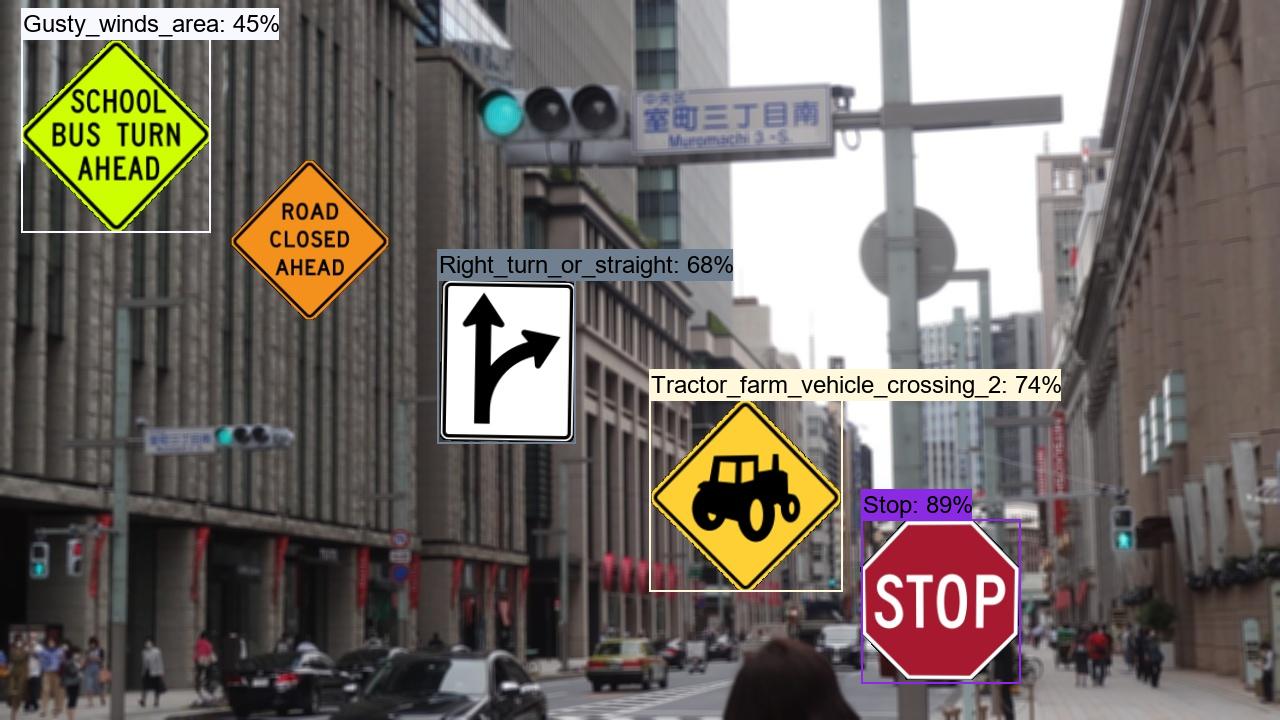 Gusty_winds_area: 45%
SCHOOL
BUS TURN
AHEAD
中央区
室町三丁目南
Muromachi 3 -S.
ROAD
CLOSED
AHEAD
Right_turn_or_straight: 68%
Tractor_farm_vehicle_crossing_2: 74%
Stop: 89%
STOP